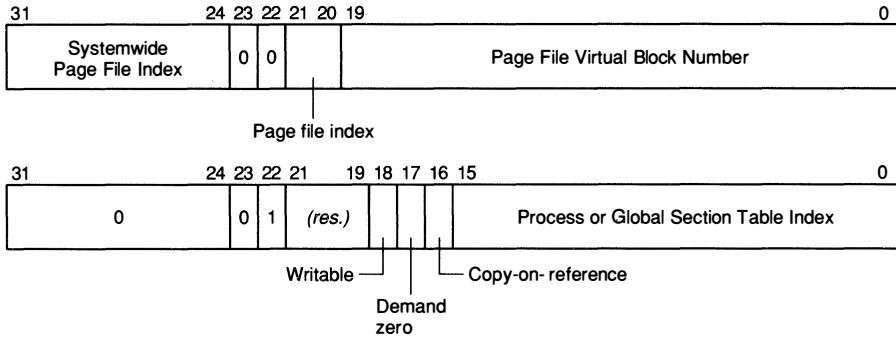 31 24 23 22 21 20 19 0
Systemwide
Page File Index
0 0
Page File Virtual Block Number
Page file index
31 24 23 22 21 19 18 17 16 15 0
0 0 1 (res.) Process or Global Section Table Index
Writable Copy-on- reference
Demand
zero